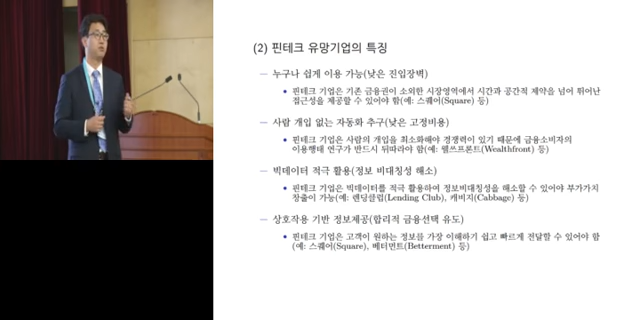 (2) 핀테크 유망기업의 특징
— 누구나 쉽게 이용 가능(낮은 진입장벽)
• 핀테크 기업은 기존 금융권이 소외한 시장영역에서 시간과 공간적 제약을 넘어 뛰어난
접근성을 제공할 수 있어야 함(예: 스퀘어(Square) 등)
— 사람 개입 없는 자동화 추구(낮은 고정비용)
• 핀테크 기업은 사람의 개입을 최소화해야 경쟁력이 있기 때문에 금융소비자의
이용행태 연구가 반드시 뒤따라야 함(예: 웰쓰프론트(Wealthfront) 등)
— 빅데이터 적극 활용(정보 비대칭성 해소)
• 핀테크 기업은 빅데이터를 적극 활용하여 정보비대칭성을 해소할 수 있어야 부가가치
창출이 가능(예: 렌딩클럽(Lending Club), 캐비지(Cabbage) 등)
— 상호작용 기반 정보제공(합리적 금융선택 유도)
• 핀테크 기업은 고객이 원하는 정보를 가장 이해하기 쉽고 빠르게 전달할 수 있어야 함
(예: 스퀘어(Square), 베터먼트(Betterment) 등)